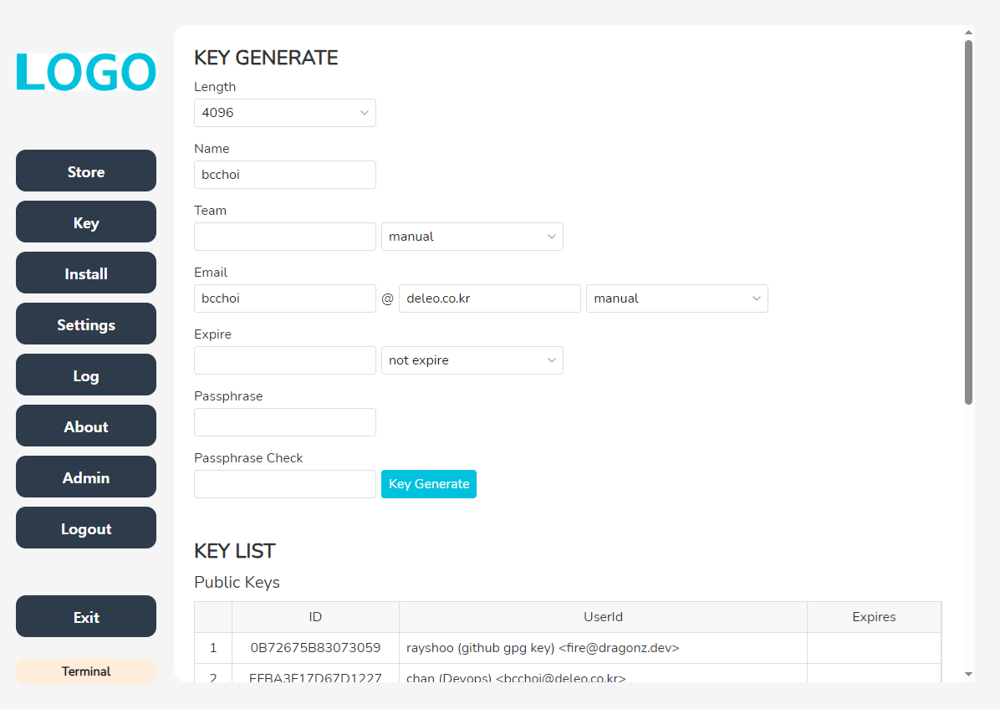 LOGO
Store
Key
Install
Settings
Log
About
Admin
Logout
Exit
Terminal
KEY GENERATE
Length
4096
Name
bcchoi
Team
manual
Email
bcchoi @ deleo.co.kr manual
Expire
not expire
Passphrase
Passphrase Check
Key Generate
KEY LIST
Public Keys
ID UserId Expires
1 0B72675B83073059 rayshoo (github gpg key) <fire@dragonz.dev>
2 FFBA3F17D67D1227 chan (Devops) <bcchoi@deleo.co.kr>